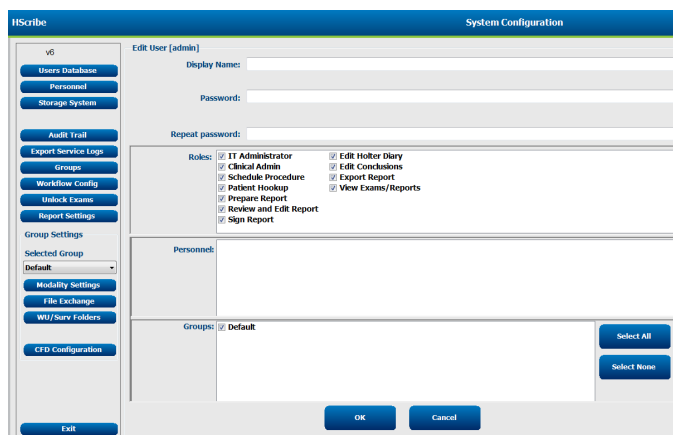 HScribe System Configuration
v6
Users Database
Personnel
Storage System
Audit Trail
Export Service Logs
Groups
Workflow Config
Unlock Exams
Report Settings
Group Settings
Selected Group
Default
Modality Settings
File Exchange
WU/Surv Folders
CFD Configuration
Exit
Edit User [admin]
Display Name:
Password:
Repeat password:
Roles: IT Administrator Edit Holter Diary
Clinical Admin Edit Conclusions
Schedule Procedure Export Report
Patient Hookup View Exams/Reports
Prepare Report
Review and Edit Report
Sign Report
Personnel:
Groups: Default
Select All
Select None
OK Cancel